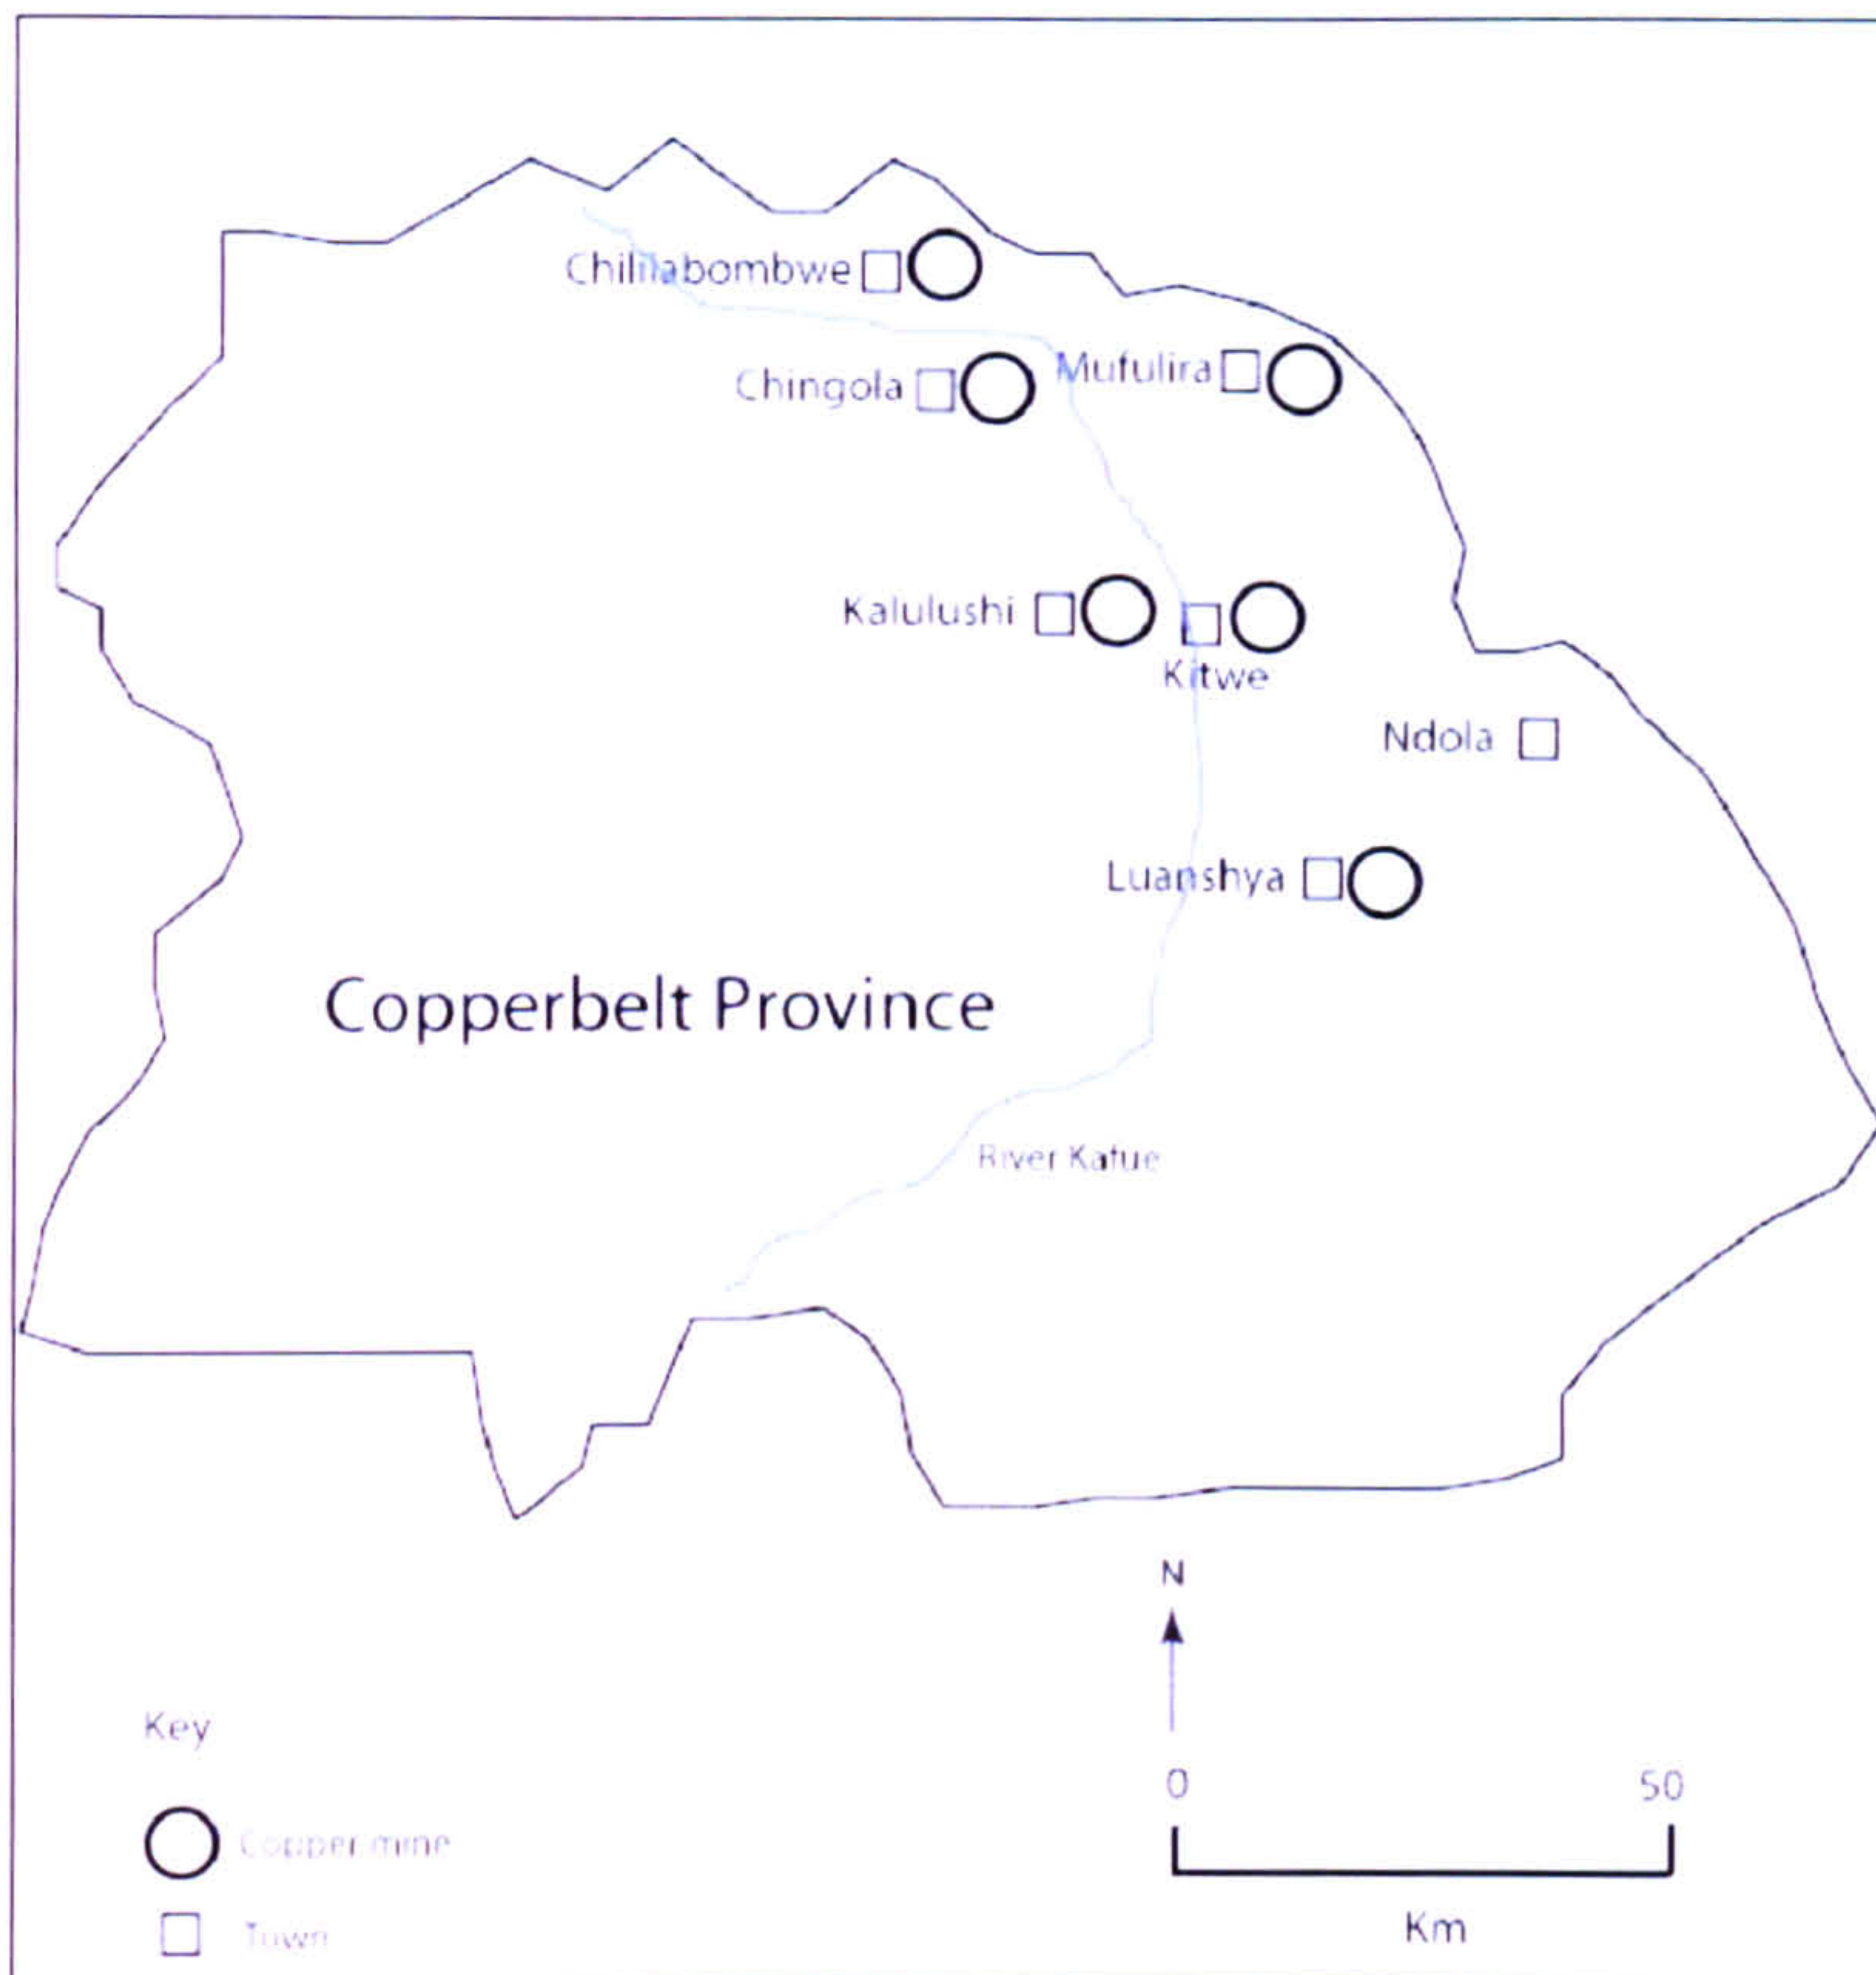 Chililabombwe
Mufulira
Chingola
Kalulushi
Kitwe
Ndola
Luanshya
Copperbelt Province
River Kafue
N
Key
0 50
Copper mine
Km
Town